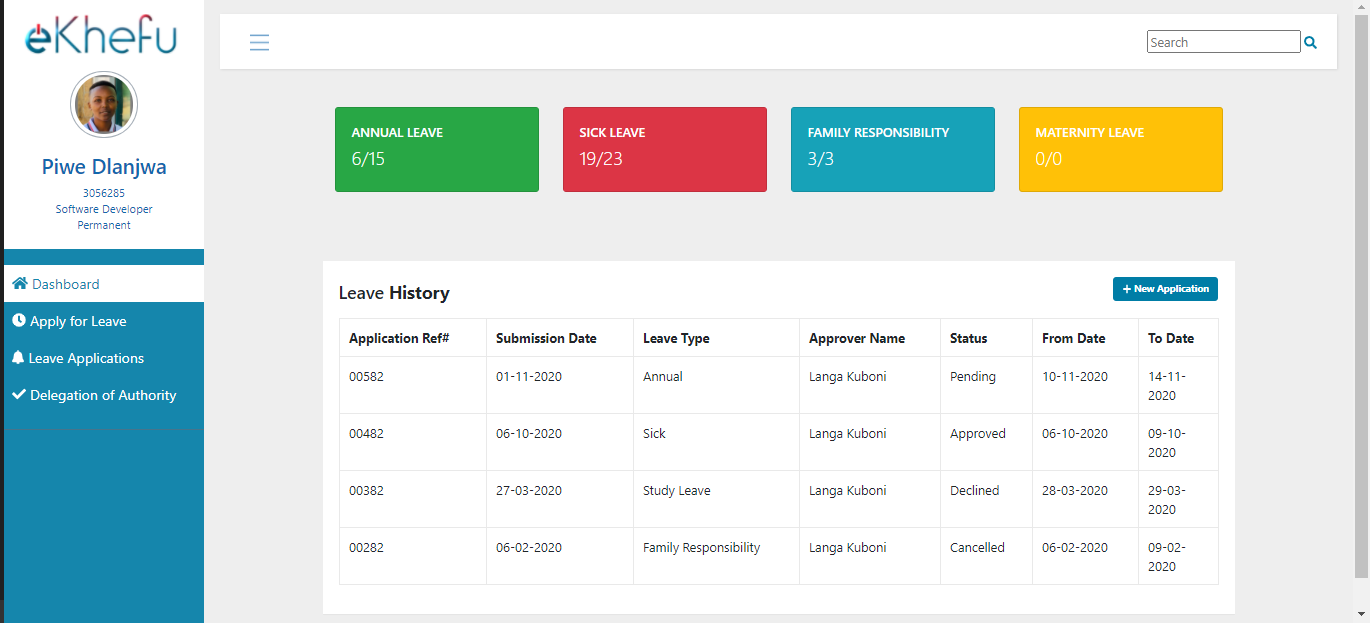 eKhefu
Piwe Dlanjwa
3056285
Software Developer
Permanent
Dashboard
Apply for Leave
Leave Applications
Delegation of Authority
Search
ANNUAL LEAVE
6/15
SICK LEAVE
19/23
FAMILY RESPONSIBILITY
3/3
MATERNITY LEAVE
0/0
Leave History
+ New Application
Application Ref# Submission Date Leave Type Approver Name Status From Date To Date
00582 01-11-2020 Annual Langa Kuboni Pending 10-11-2020 14-11-
2020
00482 06-10-2020 Sick Langa Kuboni Approved 06-10-2020 09-10-
2020
00382 27-03-2020 Study Leave Langa Kuboni Declined 28-03-2020 29-03-
2020
00282 06-02-2020 Family Responsibility Langa Kuboni Cancelled 06-02-2020 09-02-
2020